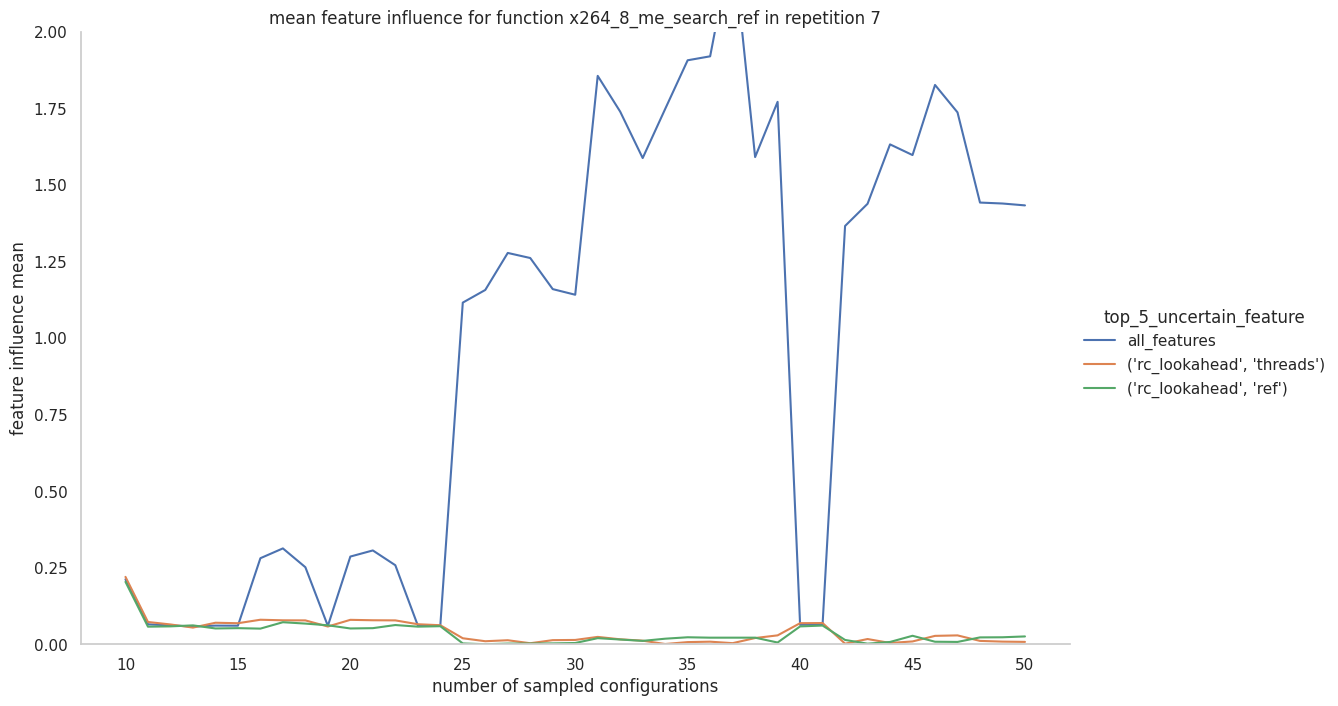 mean feature influence for function x264_8_me_search_ref in repetition 7
2.00
1.75
1.50
1.25
1.00
0.75
0.50
0.25
0.00
feature influence mean
10 15 20 25 30 35 40 45 50
number of sampled configurations
top_5_uncertain_feature
all_features
('rc_lookahead', 'threads')
('rc_lookahead', 'ref')